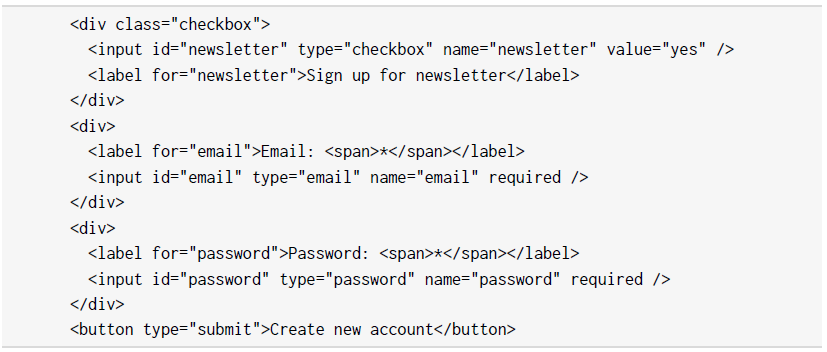 <div class="checkbox">
<input id="newsletter" type="checkbox" name="newsletter" value="yes" />
<label for="newsletter">Sign up for newsletter</label>
</div>
<div>
<label for="email">Email: <span>*</span></label>
<input id="email" type="email" name="email" required />
</div>
<div>
<label for="password">Password: <span>*</span></label>
<input id="password" type="password" name="password" required />
</div>
<button type="submit">Create new account</button>